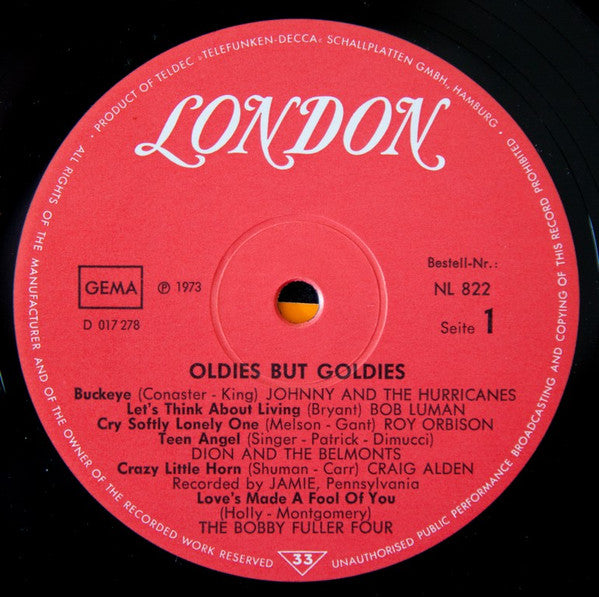 PRODUCT OF TELDEC »TELEFUNKEN-DECCA« SCHALLPLATTEN GMBH, HAMBURG ·
LONDON
GEMA
℗ 1973
D 017 278
Bestell-Nr.:
NL 822
Seite 1
OLDIES BUT GOLDIES
Buckeye (Conaster - King) JOHNNY AND THE HURRICANES
Let's Think About Living (Bryant) BOB LUMAN
Cry Softly Lonely One (Melson - Gant) ROY ORBISON
Teen Angel (Singer - Patrick - Dimucci)
DION AND THE BELMONTS
Crazy Little Horn (Shuman - Carr) CRAIG ALDEN
Recorded by JAMIE, Pennsylvania
Love's Made A Fool Of You
(Holly - Montgomery)
THE BOBBY FULLER FOUR
33
ALL RIGHTS OF THE MANUFACTURER AND OF THE OWNER OF THE RECORDED WORK RESERVED
UNAUTHORISED PUBLIC PERFORMANCE BROADCASTING AND COPYING OF THIS RECORD PROHIBITED ·